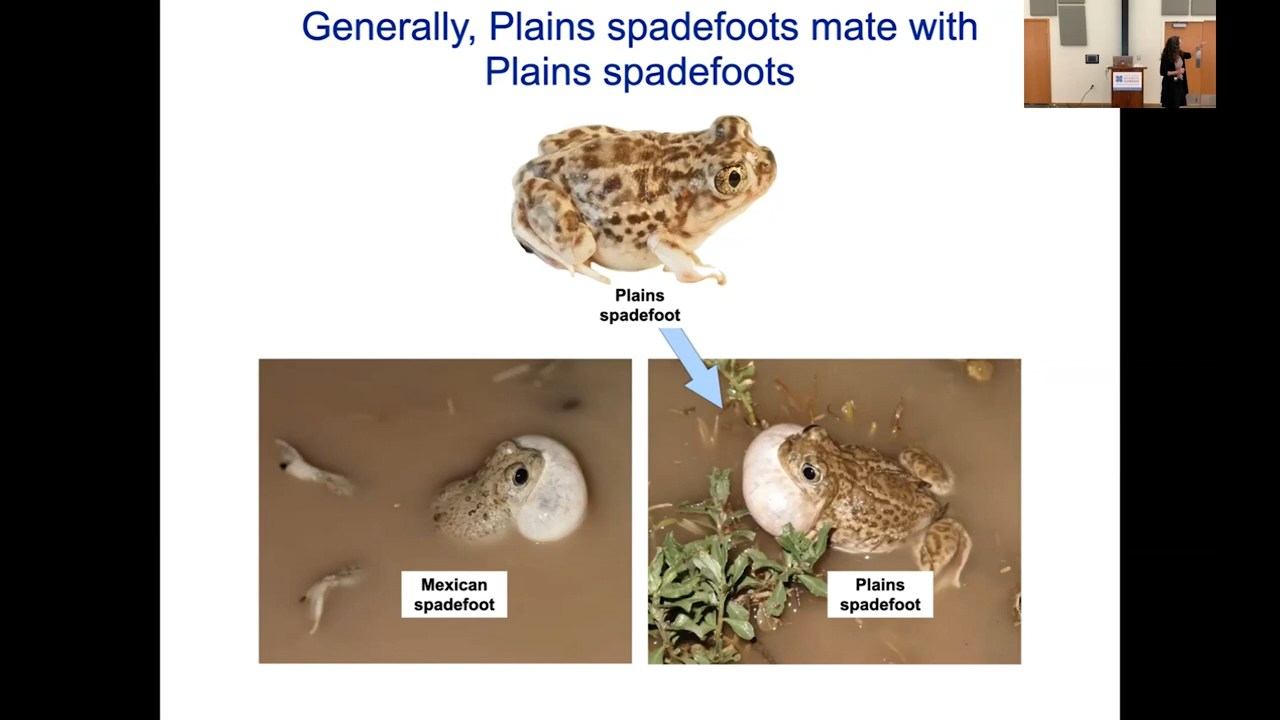 Generally, Plains spadefoots mate with
Plains spadefoots
Plains
spadefoot
Mexican
spadefoot
Plains
spadefoot